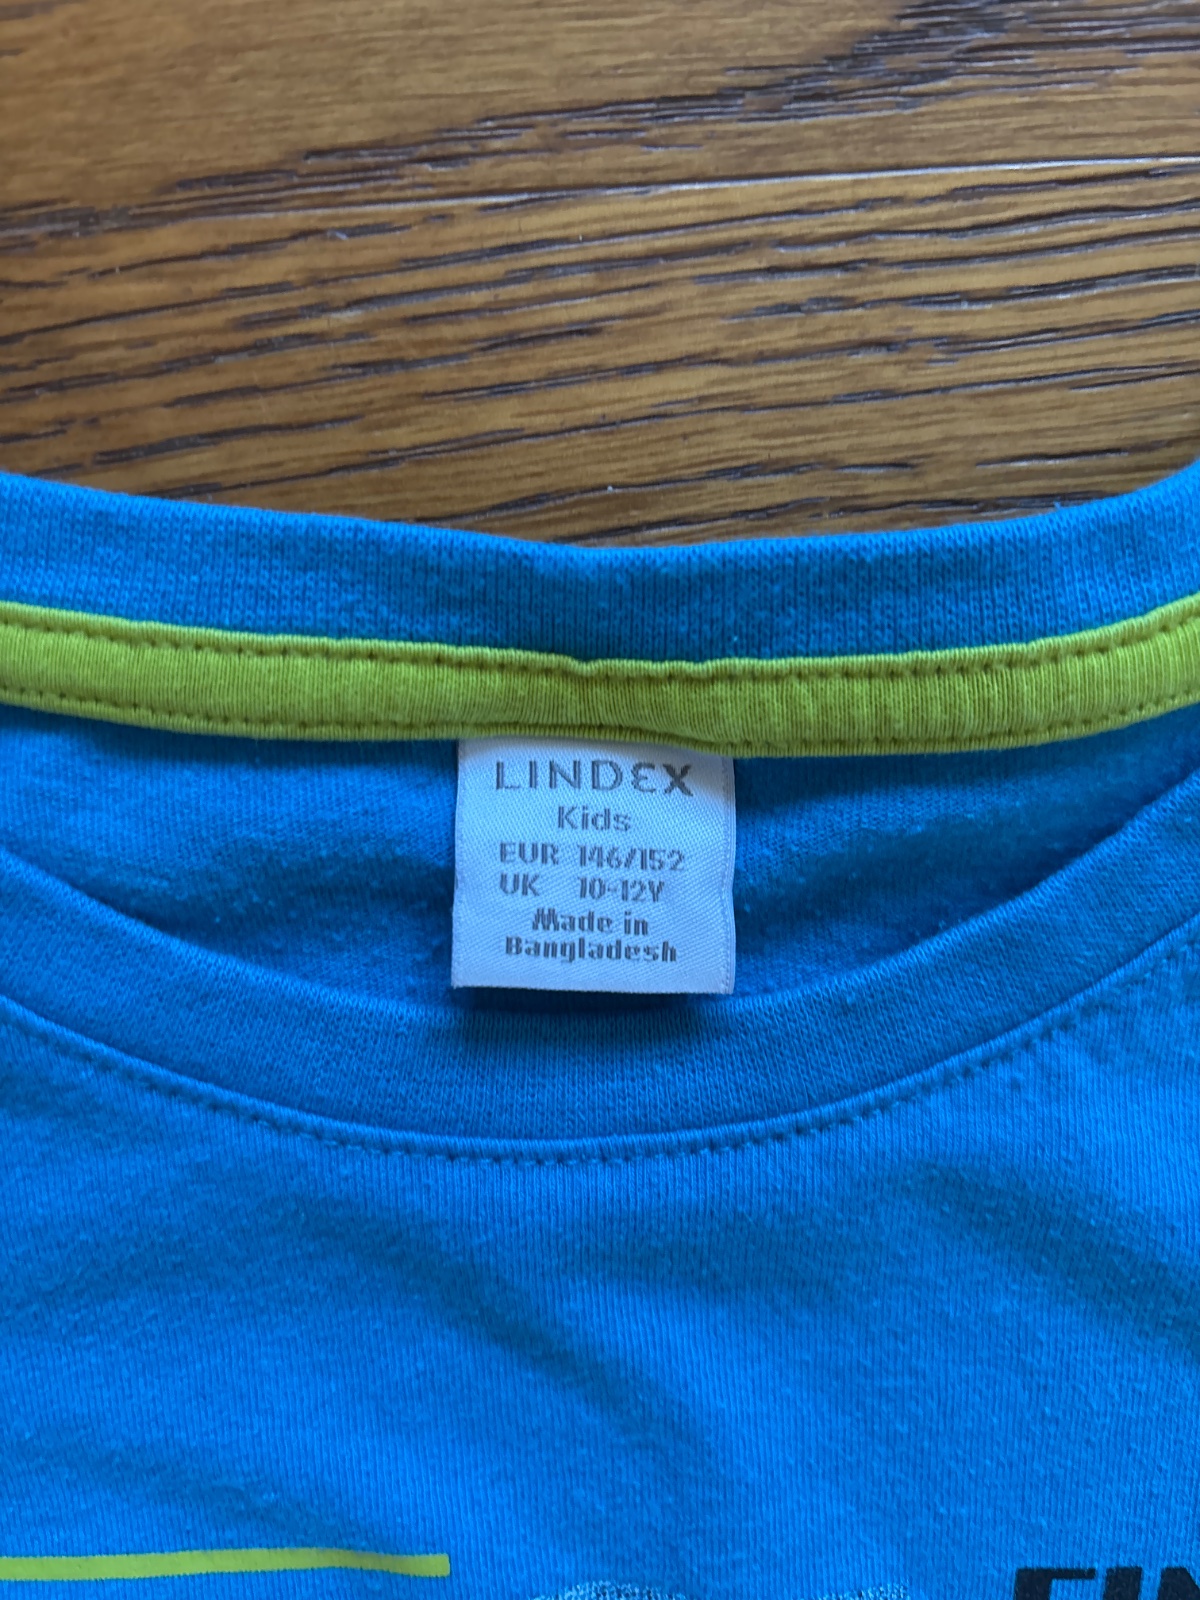 LINDEX
Kids
EUR 146/152
UK 10-12Y
Made in
Bangladesh